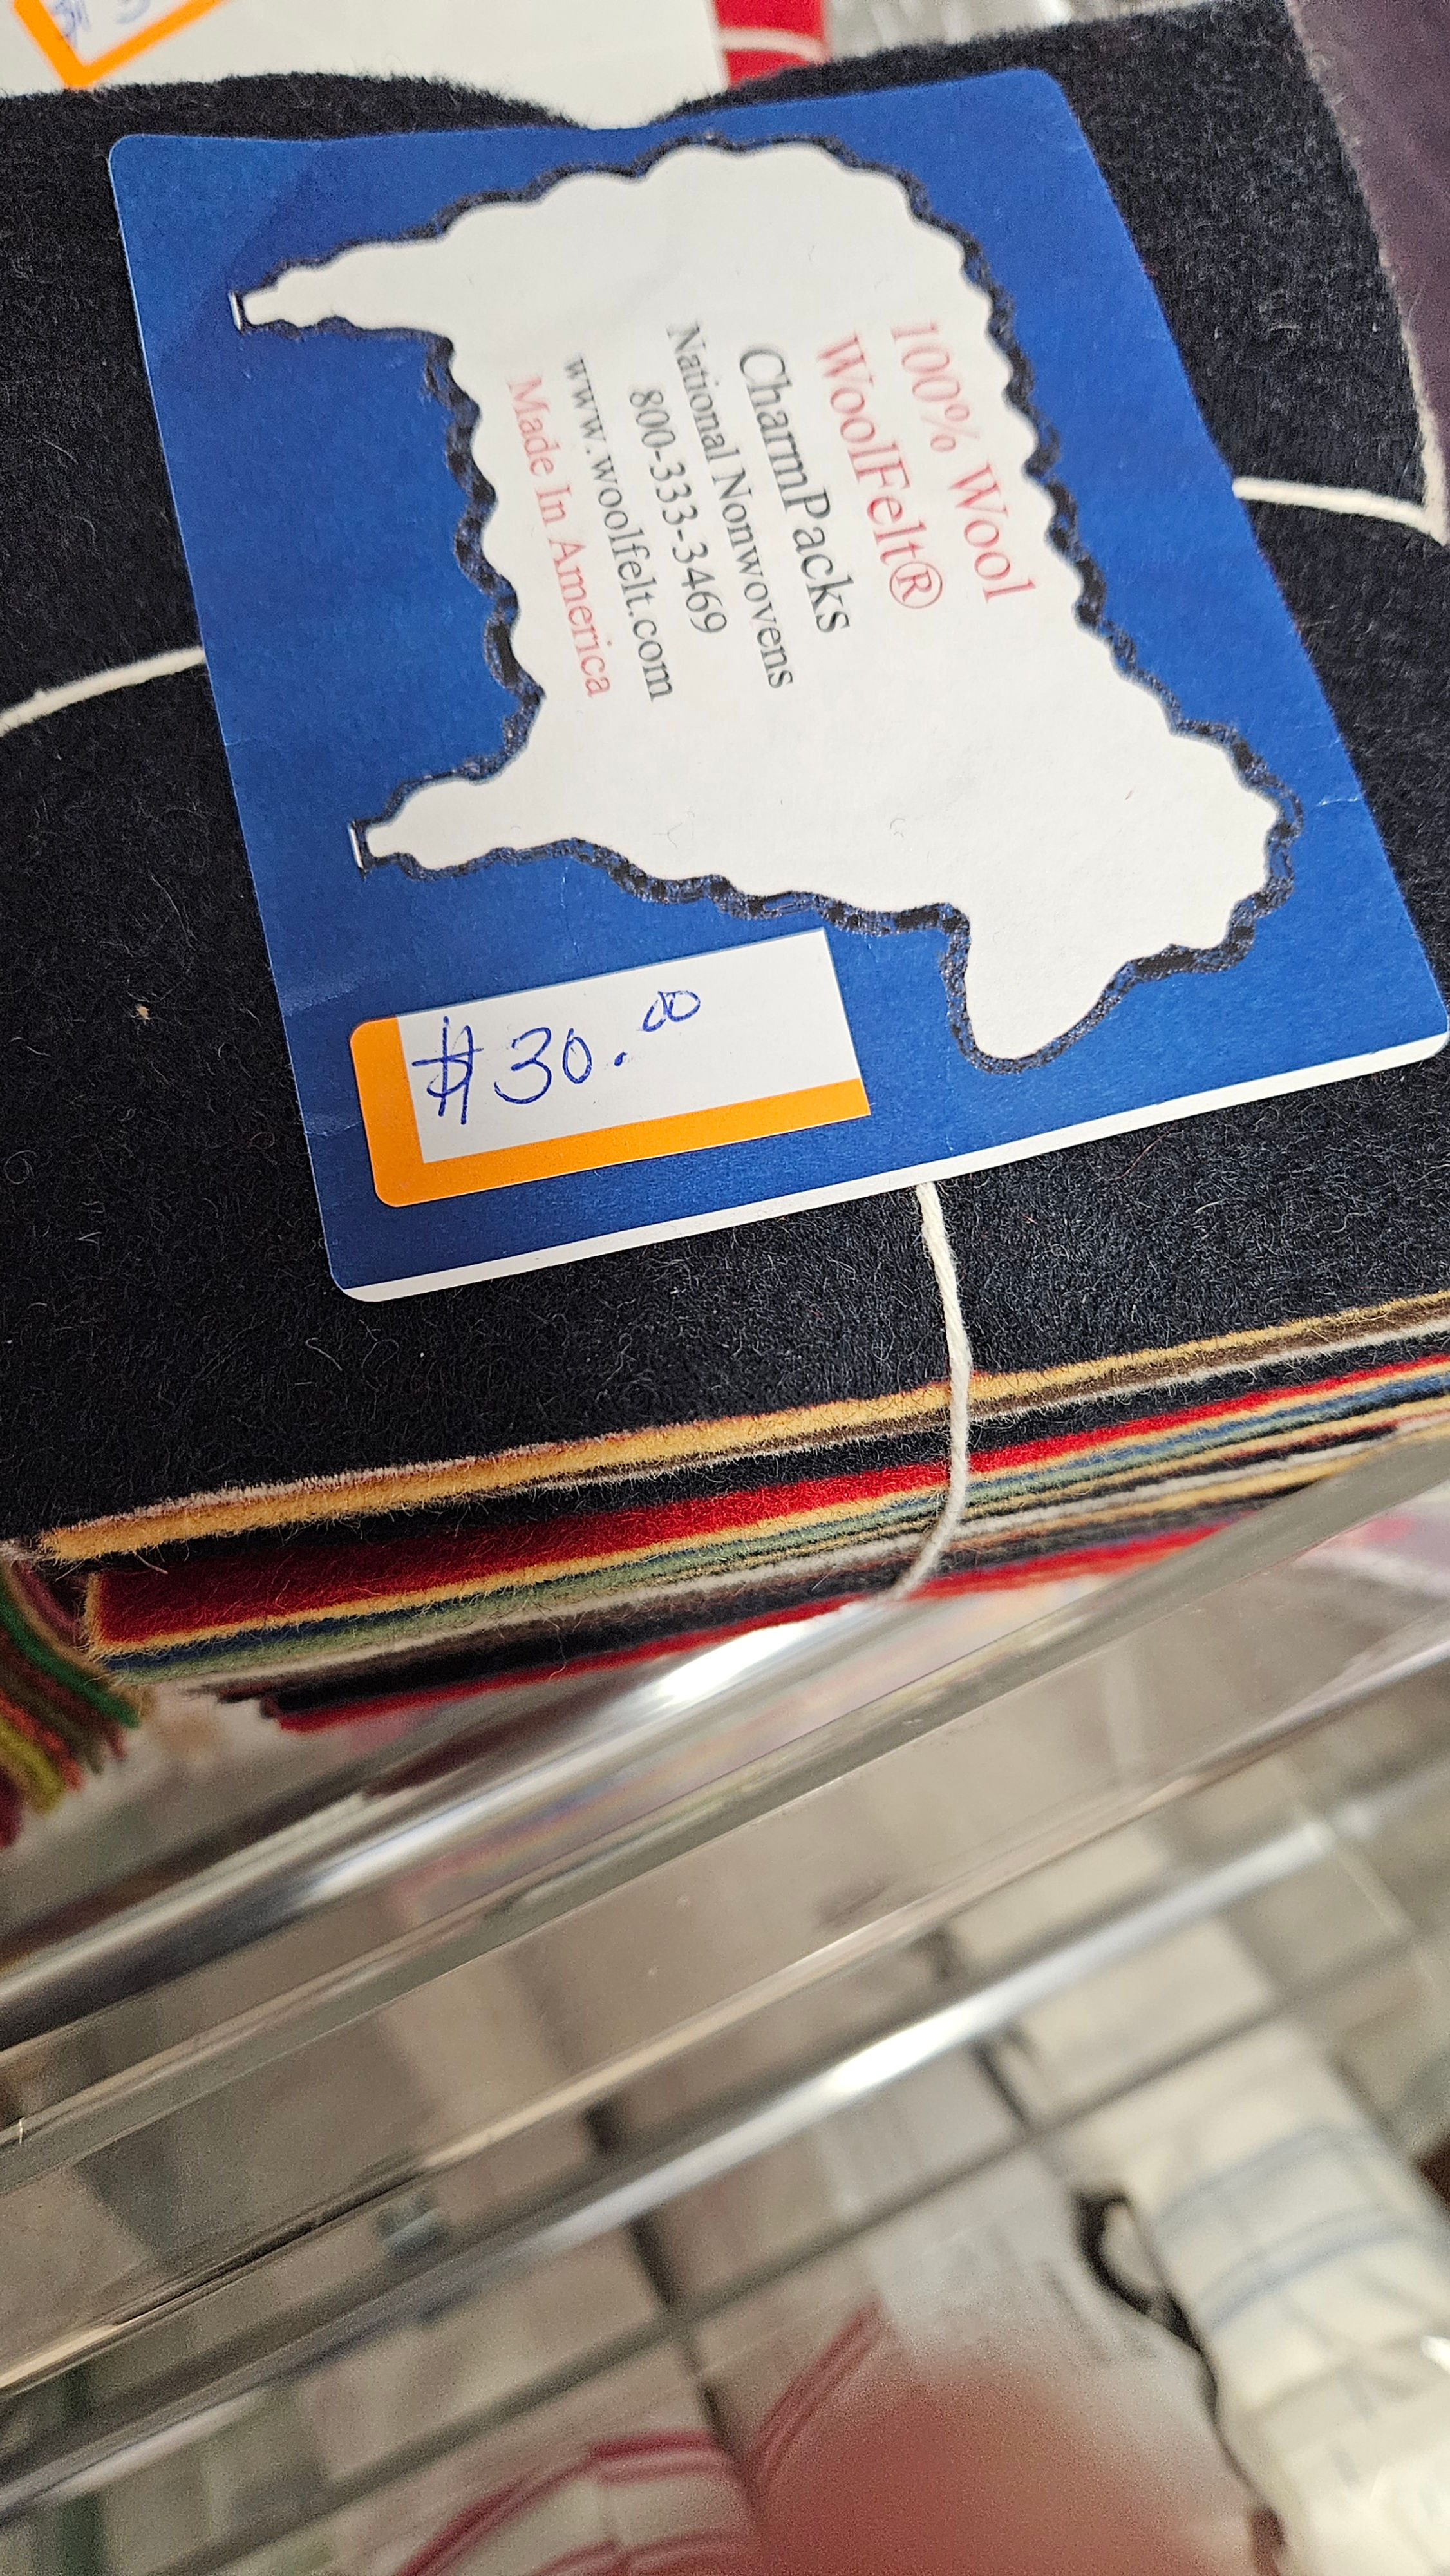 100% Wool
WoolFelt®
CharmPacks
National Nonwovens
800-333-3469
www.woolfelt.com
Made In America
$30.00